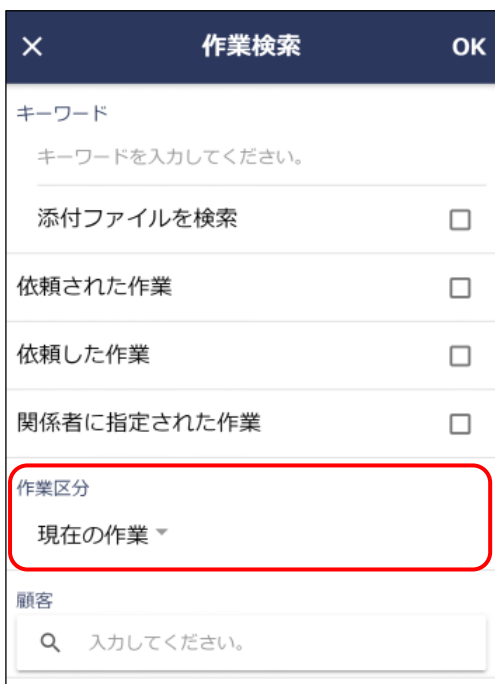 × 作業検索 OK
キーワード
キーワードを入力してください。
添付ファイルを検索
依頼された作業
依頼した作業
関係者に指定された作業
作業区分
現在の作業
顧客
入力してください。